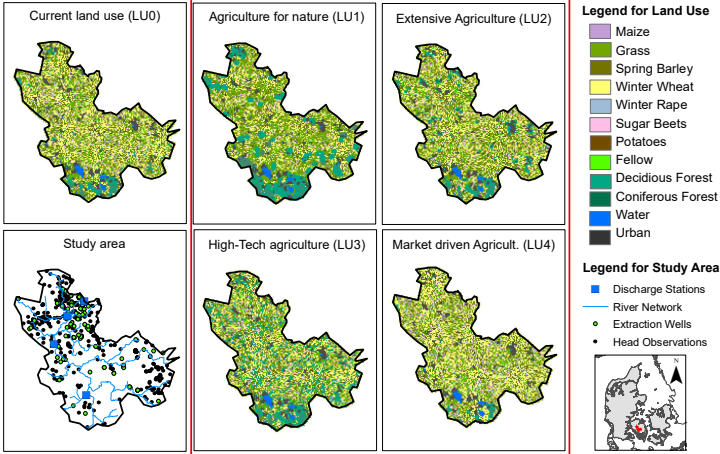 Current land use (LU0)
Agriculture for nature (LU1)
Extensive Agriculture (LU2)
Study area
High-Tech agriculture (LU3)
Market driven Agricult. (LU4)
Legend for Land Use
Maize
Grass
Spring Barley
Winter Wheat
Winter Rape
Sugar Beets
Potatoes
Fellow
Decidious Forest
Coniferous Forest
Water
Urban
Legend for Study Area
Discharge Stations
River Network
Extraction Wells
Head Observations
N